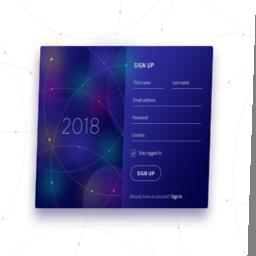 2018
SIGN UP
First name
Last name
Email address
Password
Country
Stay logged in
SIGN UP
Already have an account? Sign in